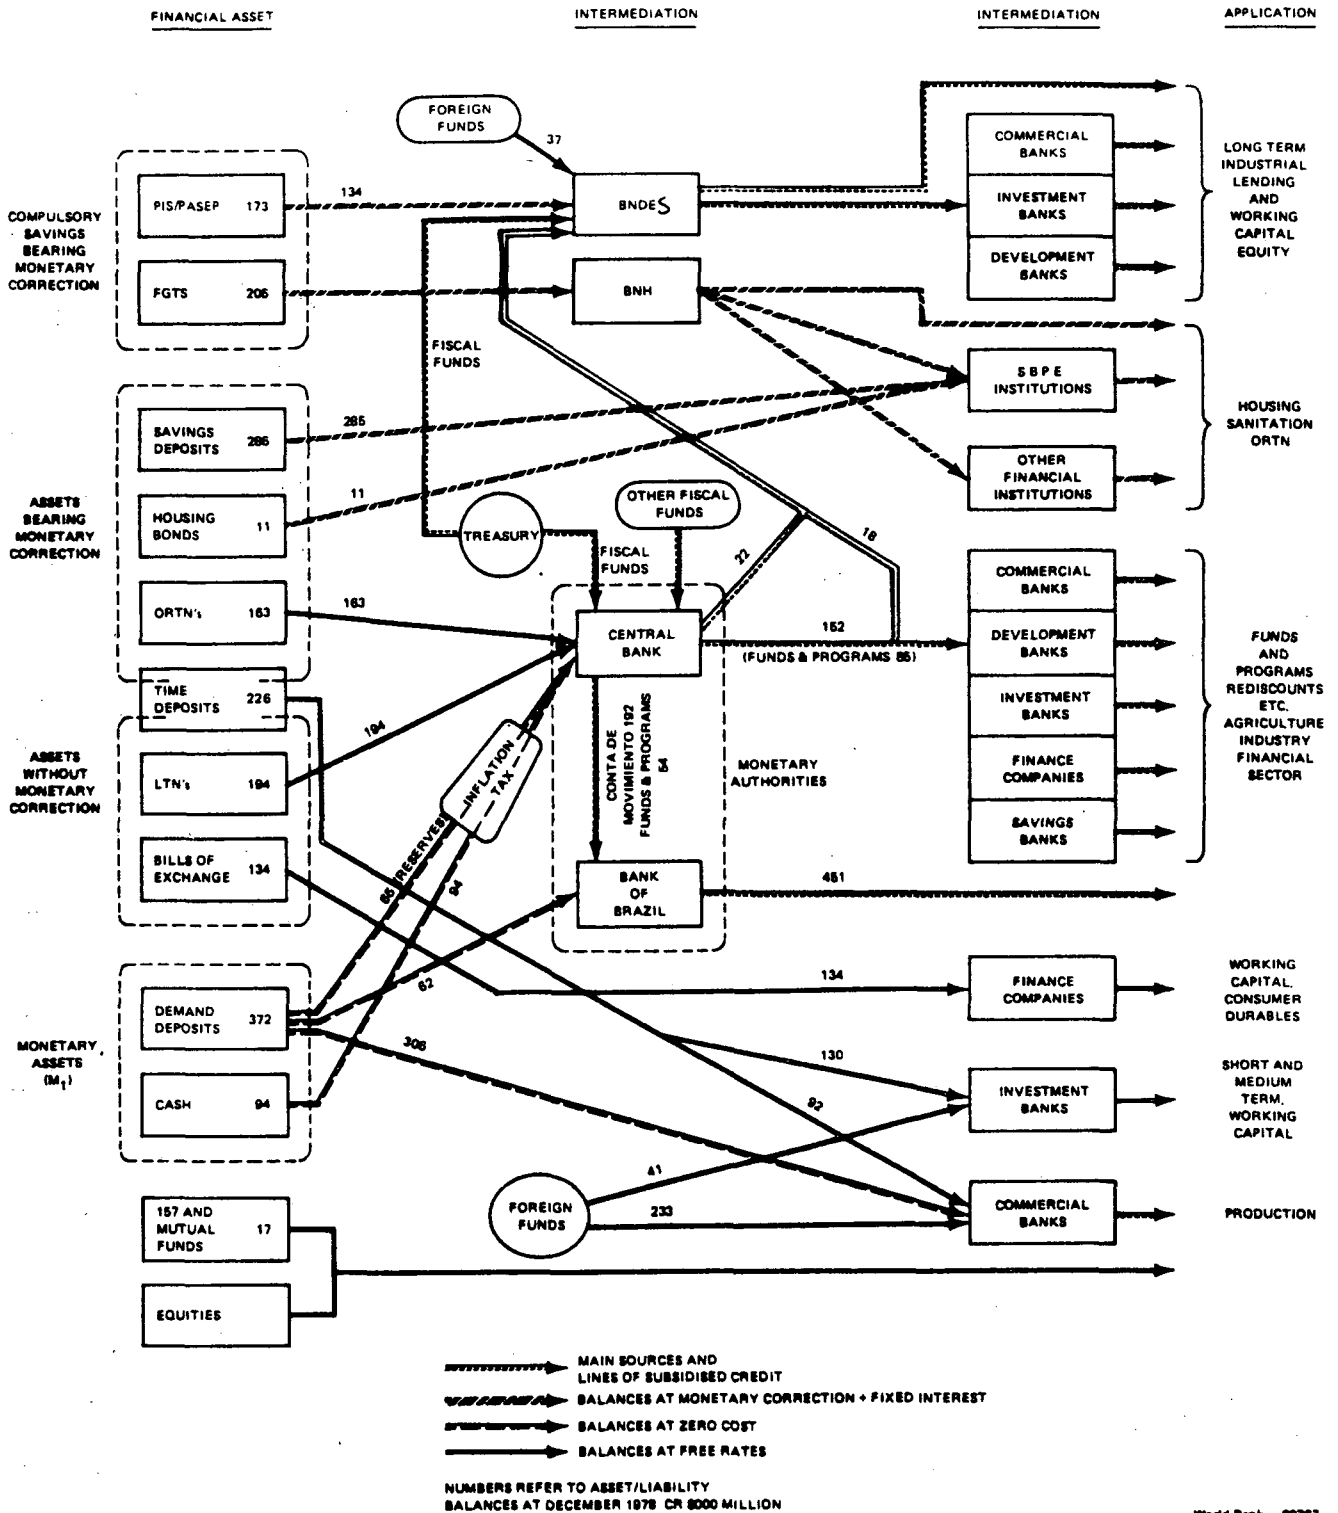 FINANCIAL ASSET
INTERMEDIATION
INTERMEDIATION
APPLICATION
COMPULSORY
SAVINGS
BEARING
MONETARY
CORRECTION
PIS/PASEP 173
FGTS 206
134
FOREIGN
FUNDS
37
BNDES
BNH
FISCAL
FUNDS
COMMERCIAL
BANKS
INVESTMENT
BANKS
DEVELOPMENT
BANKS
LONG TERM
INDUSTRIAL
LENDING
AND
WORKING
CAPITAL
EQUITY
ASSETS
BEARING
MONETARY
CORRECTION
SAVINGS
DEPOSITS 286
HOUSING
BONDS 11
ORTN's 163
TIME
DEPOSITS 226
285
11
163
TREASURY
OTHER FISCAL
FUNDS
FISCAL
FUNDS
22
18
S B P E
INSTITUTIONS
OTHER
FINANCIAL
INSTITUTIONS
HOUSING
SANITATION
ORTN
CENTRAL
BANK
152
(FUNDS & PROGRAMS 85)
CONTA DE
MOVIMIENTO 192
FUNDS & PROGRAMS
54
MONETARY
AUTHORITIES
BANK
OF
BRAZIL
451
COMMERCIAL
BANKS
DEVELOPMENT
BANKS
INVESTMENT
BANKS
FINANCE
COMPANIES
SAVINGS
BANKS
FUNDS
AND
PROGRAMS
REDISCOUNTS
ETC.
AGRICULTURE
INDUSTRY
FINANCIAL
SECTOR
ASSETS
WITHOUT
MONETARY
CORRECTION
LTN's 194
BILLS OF
EXCHANGE 134
194
INFLATION
TAX
(RESERVES)
94
62
MONETARY
ASSETS
(M1)
DEMAND
DEPOSITS 372
CASH 94
306
134
130
92
FINANCE
COMPANIES
WORKING
CAPITAL,
CONSUMER
DURABLES
INVESTMENT
BANKS
SHORT AND
MEDIUM
TERM,
WORKING
CAPITAL
FOREIGN
FUNDS
41
233
COMMERCIAL
BANKS
PRODUCTION
157 AND
MUTUAL
FUNDS 17
EQUITIES
MAIN SOURCES AND
LINES OF SUBSIDISED CREDIT
BALANCES AT MONETARY CORRECTION + FIXED INTEREST
BALANCES AT ZERO COST
BALANCES AT FREE RATES
NUMBERS REFER TO ASSET/LIABILITY
BALANCES AT DECEMBER 1978 CR 8000 MILLION